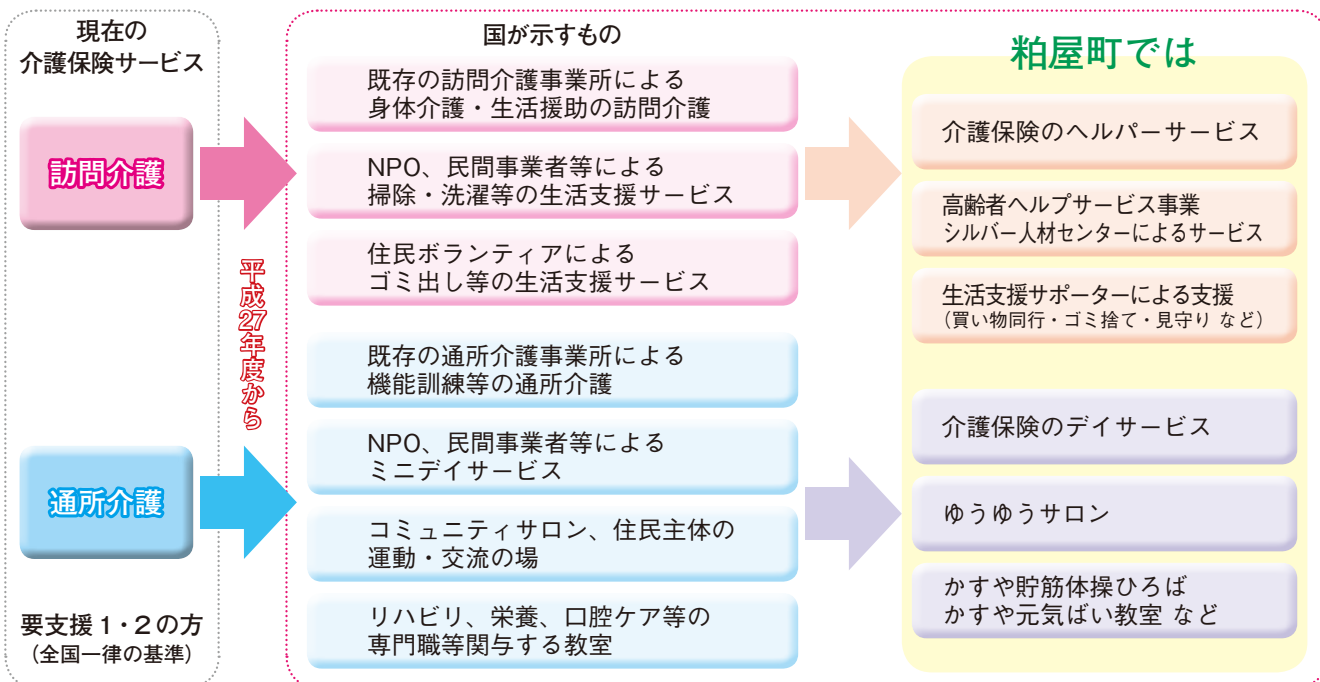 現在の
介護保険サービス
訪問介護
通所介護
要支援1・2の方
(全国一律の基準)
平成27年度から
国が示すもの
既存の訪問介護事業所による
身体介護・生活援助の訪問介護
NPO、民間事業者等による
掃除・洗濯等の生活支援サービス
住民ボランティアによる
ゴミ出し等の生活支援サービス
既存の通所介護事業所による
機能訓練等の通所介護
NPO、民間事業者等による
ミニデイサービス
コミュニティサロン、住民主体の
運動・交流の場
リハビリ、栄養、口腔ケア等の
専門職等関与する教室
粕屋町では
介護保険のヘルパーサービス
高齢者ヘルプサービス事業
シルバー人材センターによるサービス
生活支援サポーターによる支援
(買い物同行・ゴミ捨て・見守り など)
介護保険のデイサービス
ゆうゆうサロン
かすや貯筋体操ひろば
かすや元気ばい教室 など